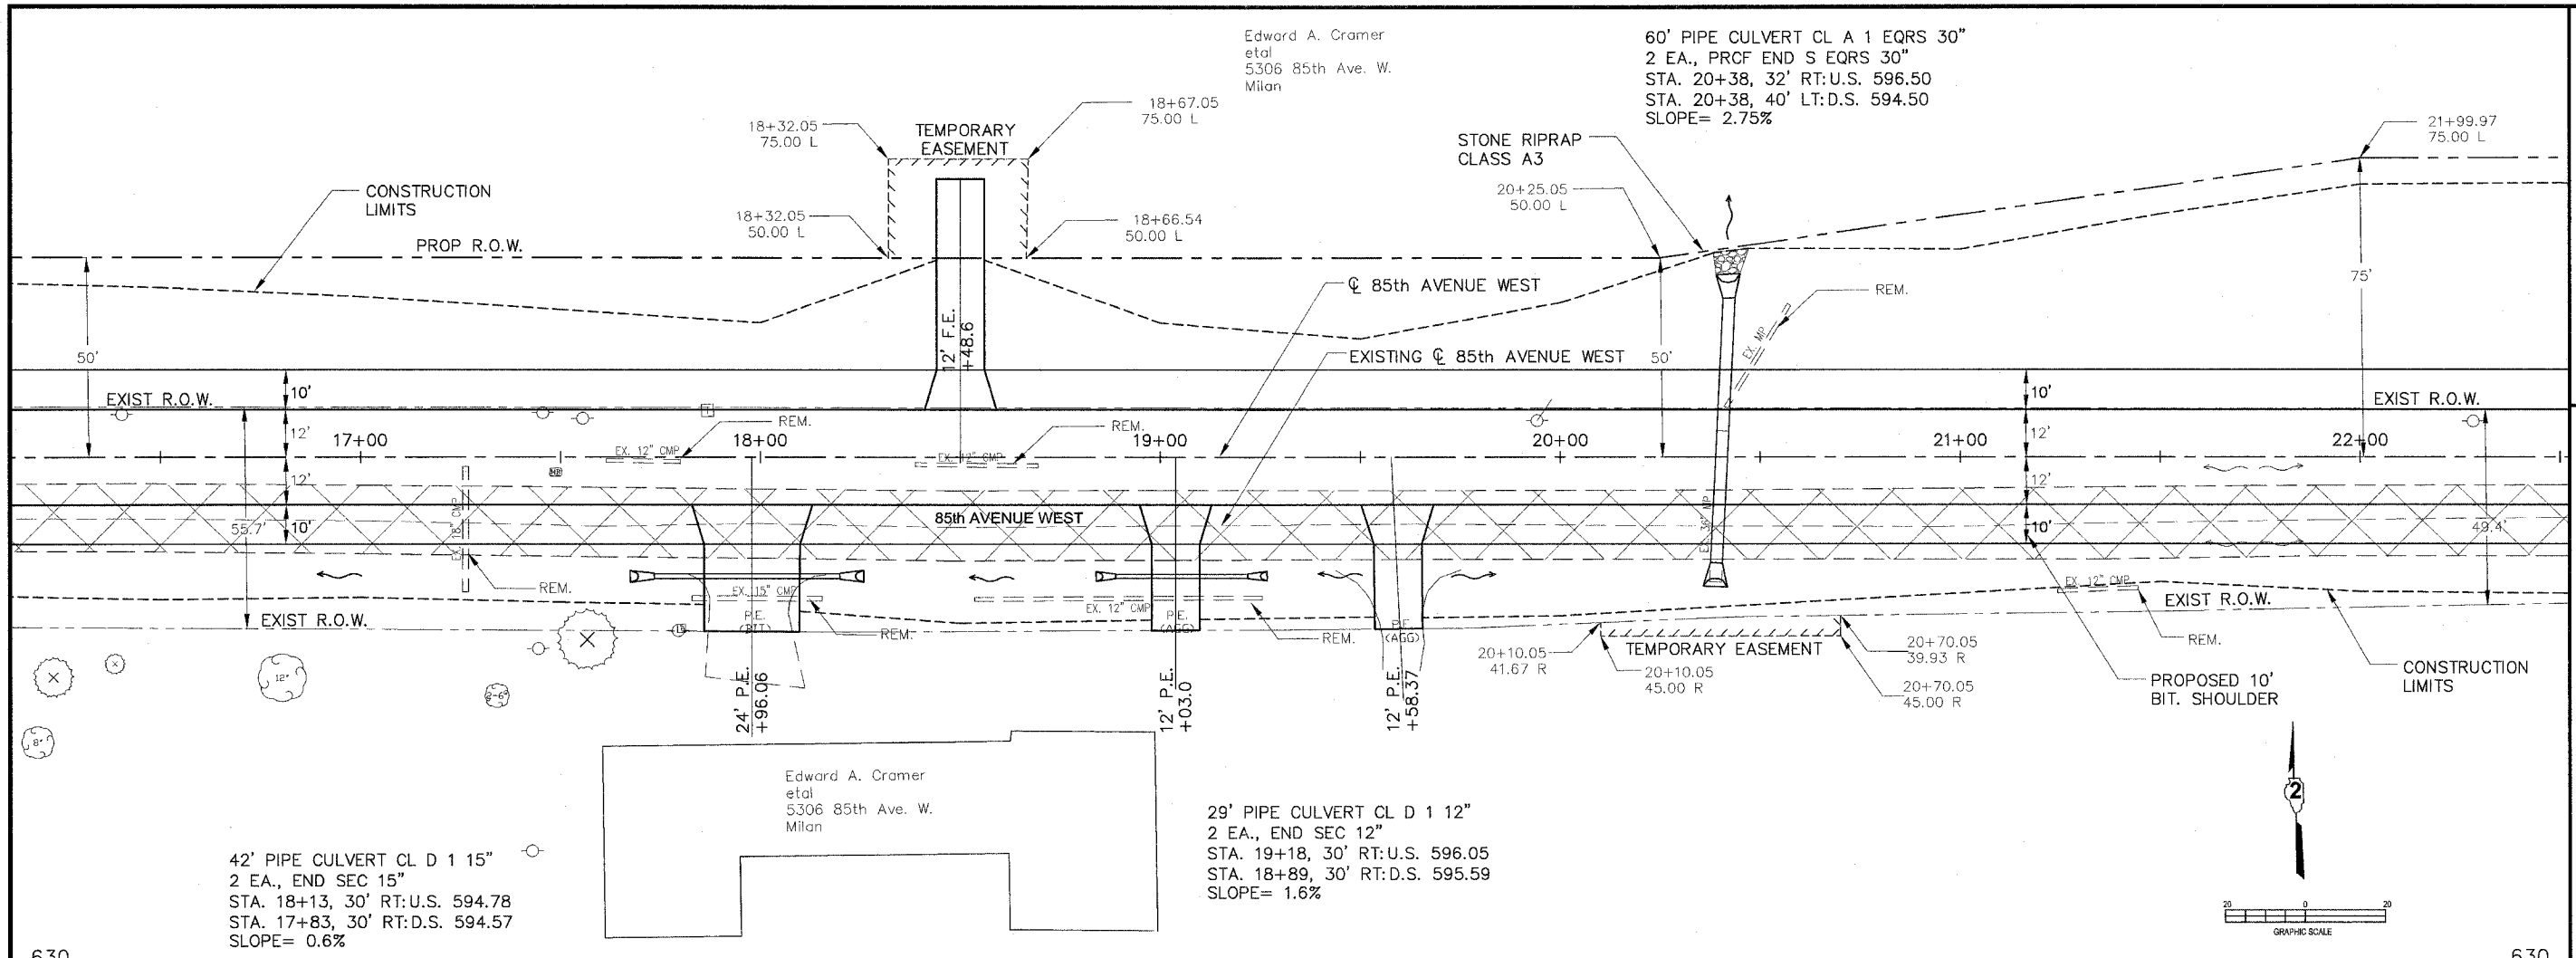 Edward A. Cramer
etal
5306 85th Ave. W.
Milan
60' PIPE CULVERT CL A 1 EQRS 30"
2 EA., PRCF END S EQRS 30"
STA. 20+38, 32' RT: U.S. 596.50
STA. 20+38, 40' LT: D.S. 594.50
SLOPE= 2.75%
18+32.05
75.00 L
TEMPORARY
EASEMENT
18+67.05
75.00 L
STONE RIPRAP
CLASS A3
21+99.97
75.00 L
CONSTRUCTION
LIMITS
18+32.05
50.00 L
18+66.54
50.00 L
20+25.05
50.00 L
PROP R.O.W.
75'
℄ 85th AVENUE WEST
REM.
EX. MP
50'
12' F.E.
+48.6
EXISTING ℄ 85th AVENUE WEST
50'
EXIST R.O.W.
10'
10'
EXIST R.O.W.
17+00
12'
18+00
REM.
REM.
19+00
20+00
21+00
12'
22+00
EX. 12" CMP
EX. 12" CMP
12'
12'
EX. 18" CMP
55.7'
10'
85th AVENUE WEST
EX. 36" MP
10'
49.4'
REM.
EX. 15" CMP
EX. 12" CMP
EX. 12" CMP
EXIST R.O.W.
P.E.
(BIT)
REM.
P.E.
(AGG)
REM.
P.E.
(AGG)
EXIST R.O.W.
REM.
20+10.05
41.67 R
TEMPORARY EASEMENT
20+10.05
45.00 R
20+70.05
39.93 R
20+70.05
45.00 R
CONSTRUCTION
LIMITS
PROPOSED 10'
BIT. SHOULDER
12"
2-6"
8"
24' P.E.
+96.06
12' P.E.
+03.0
12' P.E.
+58.37
Edward A. Cramer
etal
5306 85th Ave. W.
Milan
2
42' PIPE CULVERT CL D 1 15"
2 EA., END SEC 15"
STA. 18+13, 30' RT: U.S. 594.78
STA. 17+83, 30' RT: D.S. 594.57
SLOPE= 0.6%
29' PIPE CULVERT CL D 1 12"
2 EA., END SEC 12"
STA. 19+18, 30' RT: U.S. 596.05
STA. 18+89, 30' RT: D.S. 595.59
SLOPE= 1.6%
20 0 20
GRAPHIC SCALE
630
630